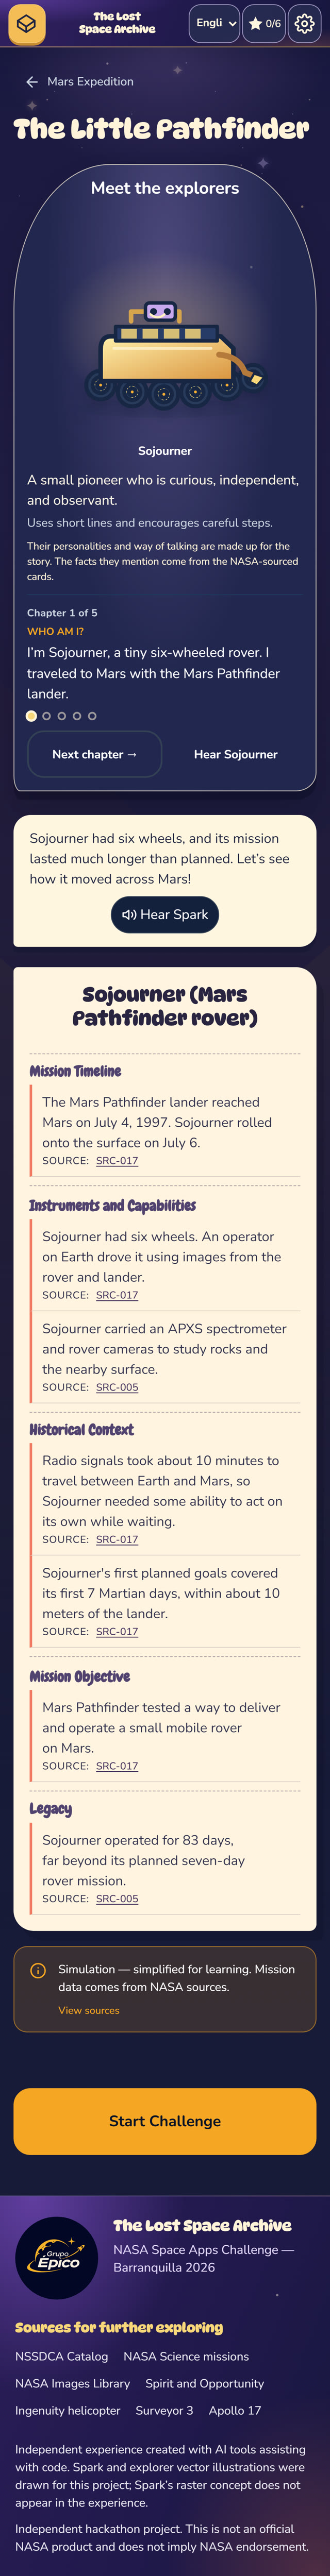 The Lost
Space Archive
Engli
0/6
Mars Expedition
The Little Pathfinder
Meet the explorers
Sojourner
A small pioneer who is curious, independent,
and observant.
Uses short lines and encourages careful steps.
Their personalities and way of talking are made up for the
story. The facts they mention come from the NASA-sourced
cards.
Chapter 1 of 5
WHO AM I?
I'm Sojourner, a tiny six-wheeled rover. I
traveled to Mars with the Mars Pathfinder
lander.
Next chapter →
Hear Sojourner
Sojourner had six wheels, and its mission
lasted much longer than planned. Let's see
how it moved across Mars!
Hear Spark
Sojourner (Mars
Pathfinder rover)
Mission Timeline
The Mars Pathfinder lander reached
Mars on July 4, 1997. Sojourner rolled
onto the surface on July 6.
SOURCE: SRC-017
Instruments and Capabilities
Sojourner had six wheels. An operator
on Earth drove it using images from the
rover and lander.
SOURCE: SRC-017
Sojourner carried an APXS spectrometer
and rover cameras to study rocks and
the nearby surface.
SOURCE: SRC-005
Historical Context
Radio signals took about 10 minutes to
travel between Earth and Mars, so
Sojourner needed some ability to act on
its own while waiting.
SOURCE: SRC-017
Sojourner's first planned goals covered
its first 7 Martian days, within about 10
meters of the lander.
SOURCE: SRC-017
Mission Objective
Mars Pathfinder tested a way to deliver
and operate a small mobile rover
on Mars.
SOURCE: SRC-017
Legacy
Sojourner operated for 83 days,
far beyond its planned seven-day
rover mission.
SOURCE: SRC-005
Simulation — simplified for learning. Mission
data comes from NASA sources.
View sources
Start Challenge
Grupo
Épico
The Lost Space Archive
NASA Space Apps Challenge —
Barranquilla 2026
Sources for further exploring
NSSDCA Catalog NASA Science missions
NASA Images Library Spirit and Opportunity
Ingenuity helicopter Surveyor 3 Apollo 17
Independent experience created with AI tools assisting
with code. Spark and explorer vector illustrations were
drawn for this project; Spark's raster concept does not
appear in the experience.
Independent hackathon project. This is not an official
NASA product and does not imply NASA endorsement.